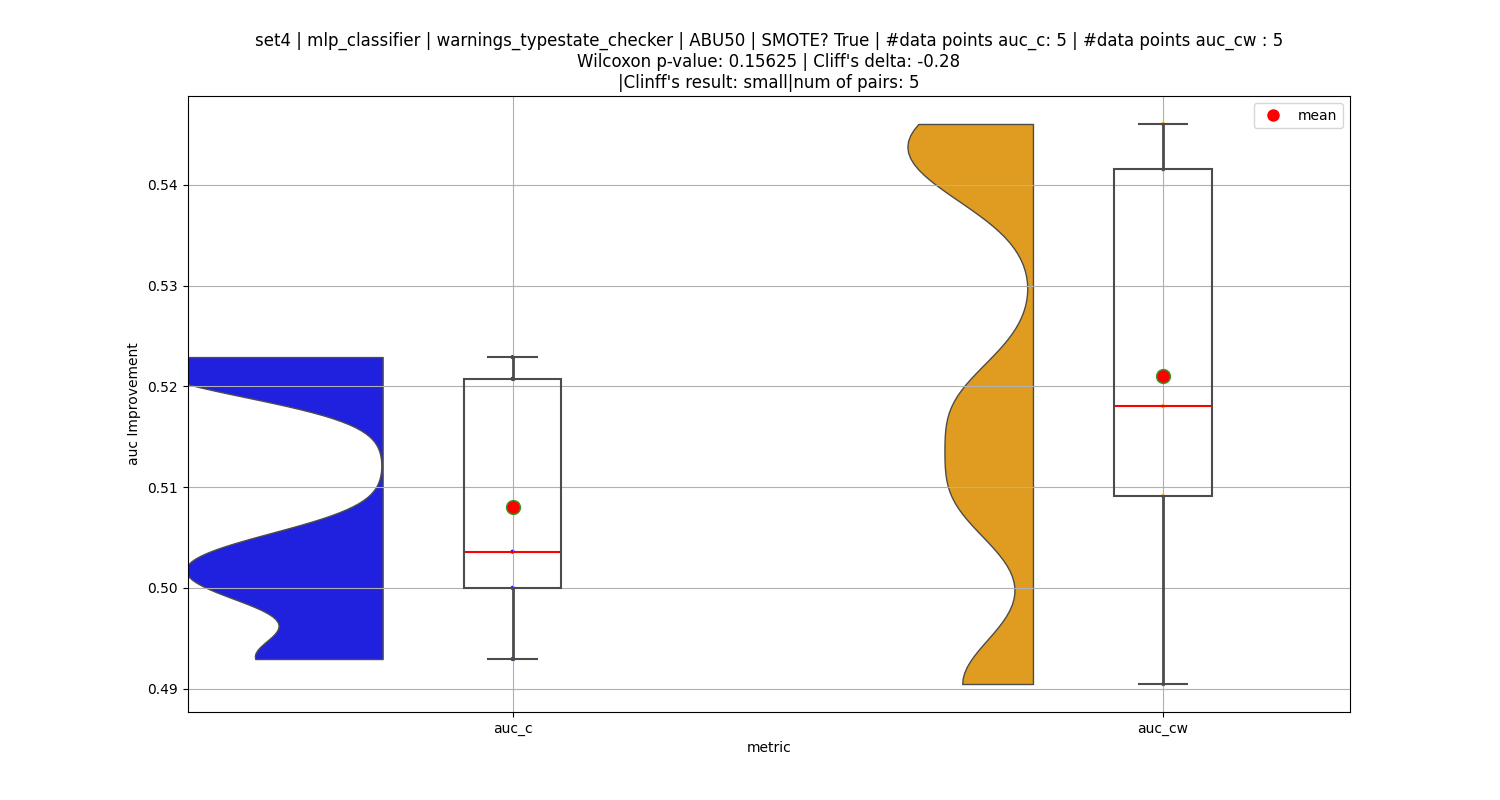 set4 | mlp_classifier | warnings_typestate_checker | ABU50 | SMOTE? True | #data points auc_c: 5 | #data points auc_cw : 5
Wilcoxon p-value: 0.15625 | Cliff's delta: -0.28
|Clinff's result: small|num of pairs: 5
mean
0.54
0.53
0.52
0.51
0.50
0.49
auc Improvement
auc_c
auc_cw
metric